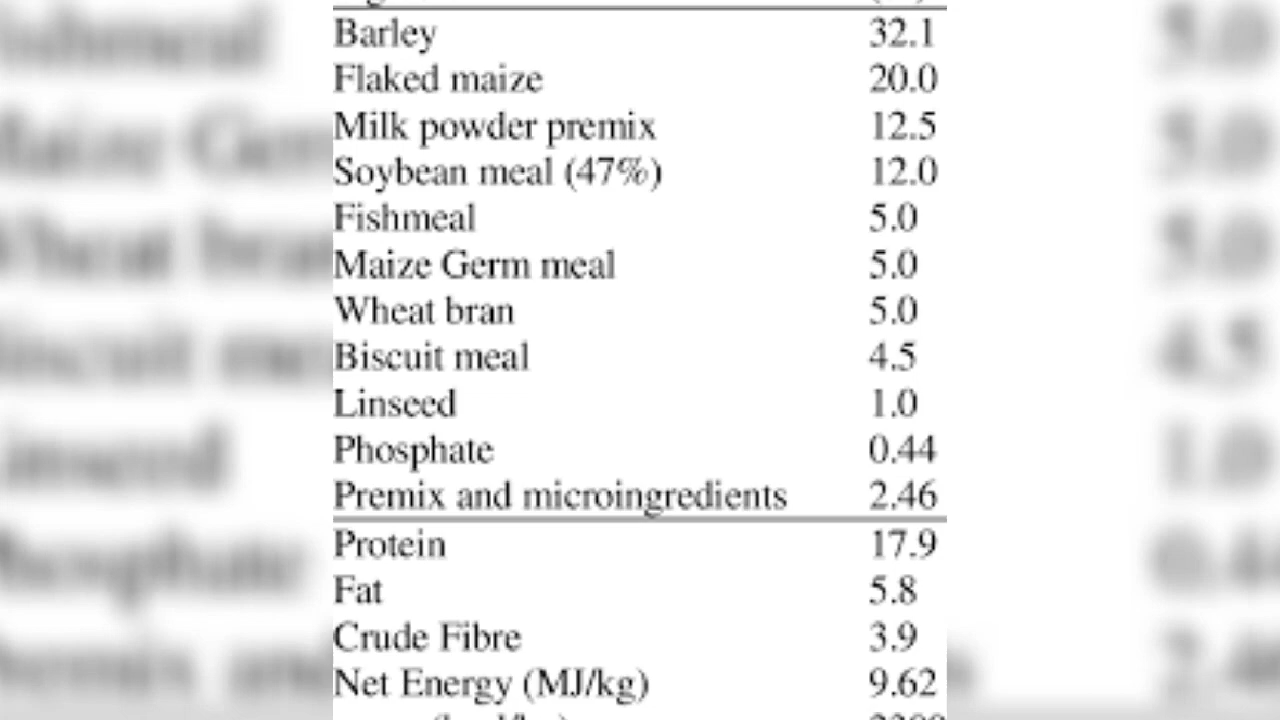 Barley 32.1
Flaked maize 20.0
Milk powder premix 12.5
Soybean meal (47%) 12.0
Fishmeal 5.0
Maize Germ meal 5.0
Wheat bran 5.0
Biscuit meal 4.5
Linseed 1.0
Phosphate 0.44
Premix and microingredients 2.46
Protein 17.9
Fat 5.8
Crude Fibre 3.9
Net Energy (MJ/kg) 9.62